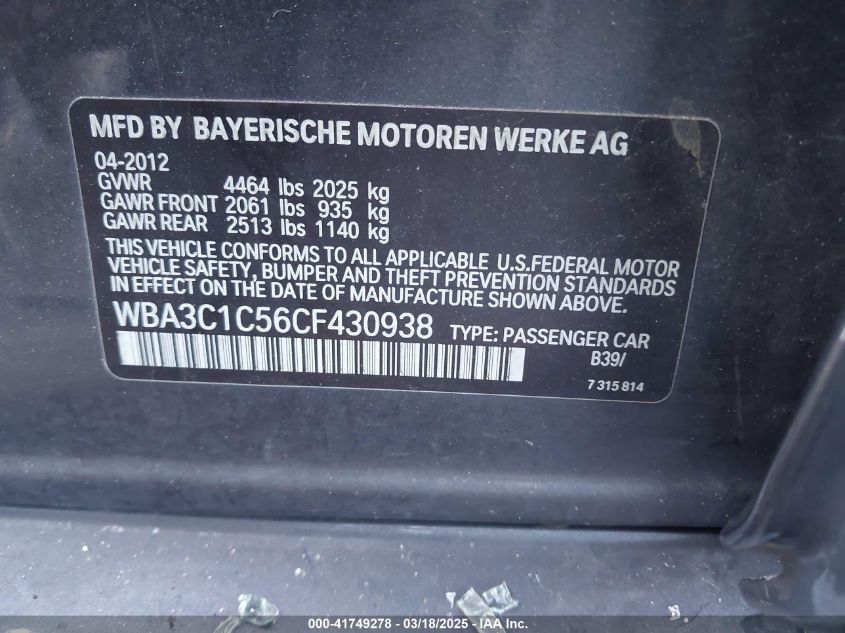 MFD BY BAYERISCHE MOTOREN WERKE AG
04-2012
GVWR 4464 lbs 2025 kg
GAWR FRONT 2061 lbs 935 kg
GAWR REAR 2513 lbs 1140 kg
THIS VEHICLE CONFORMS TO ALL APPLICABLE U.S.FEDERAL MOTOR
VEHICLE SAFETY, BUMPER AND THEFT PREVENTION STANDARDS
IN EFFECT ON THE DATE OF MANUFACTURE SHOWN ABOVE.
WBA3C1C56CF430938 TYPE: PASSENGER CAR
B39/
7 315 814
000-41749278 - 03/18/2025 - IAA Inc.